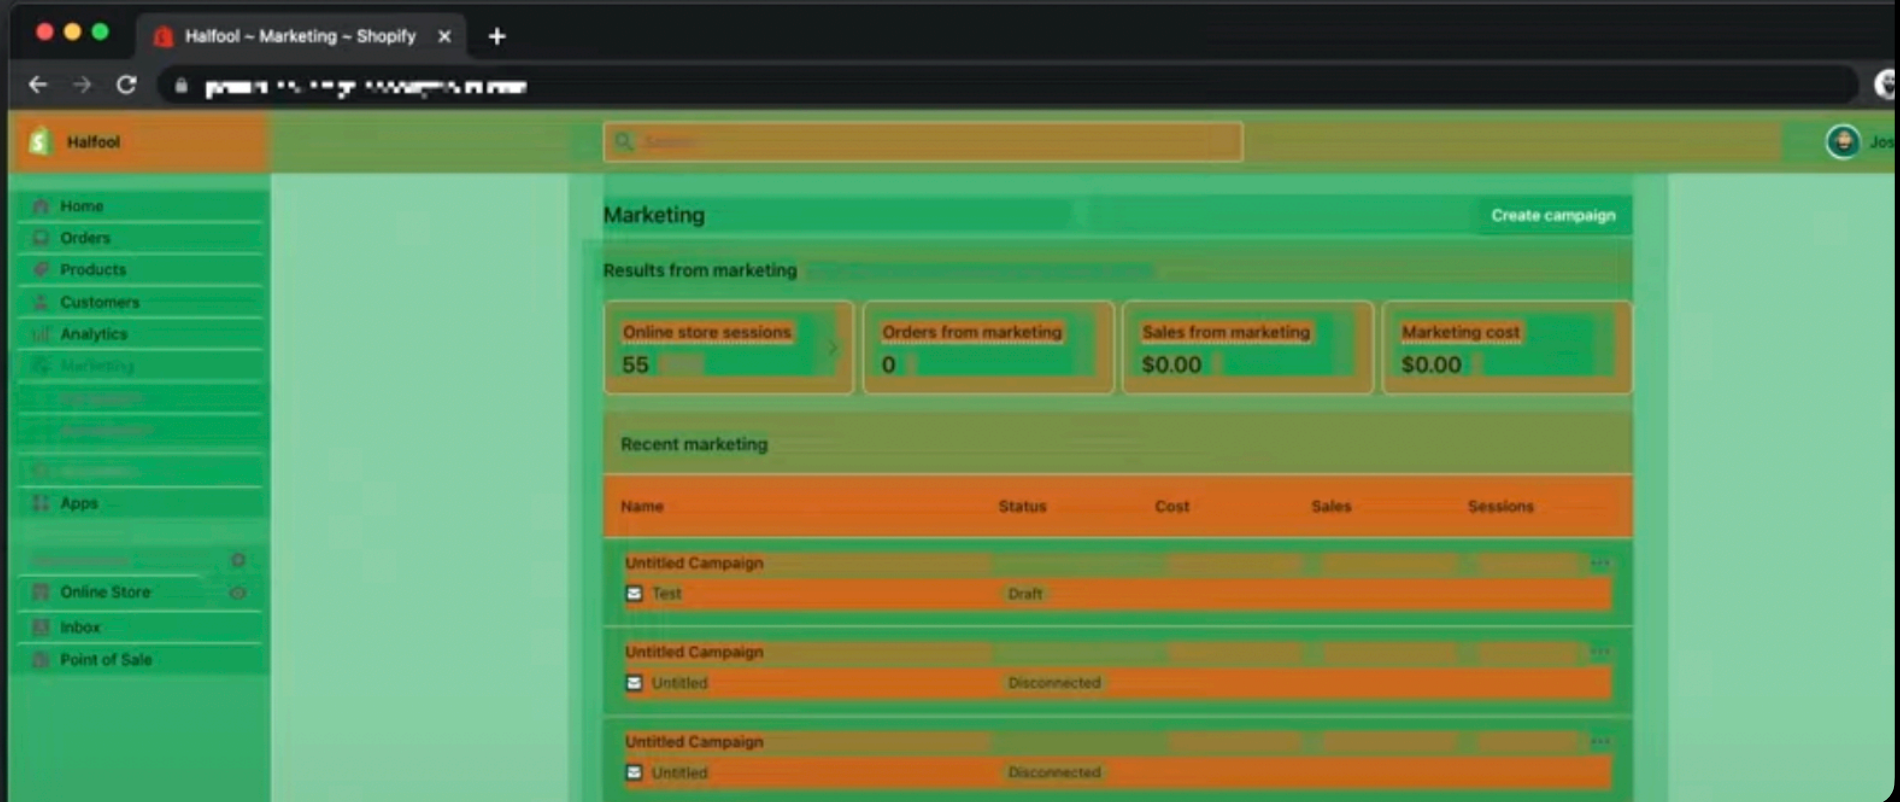 Halfool ~ Marketing ~ Shopify
Halfool
Jos
Home
Orders
Products
Customers
Analytics
Marketing
Apps
Online Store
Inbox
Point of Sale
Marketing
Create campaign
Results from marketing
Online store sessions
55
Orders from marketing
0
Sales from marketing
$0.00
Marketing cost
$0.00
Recent marketing
Name Status Cost Sales Sessions
Untitled Campaign
Test Draft
Untitled Campaign
Untitled Disconnected
Untitled Campaign
Untitled Disconnected